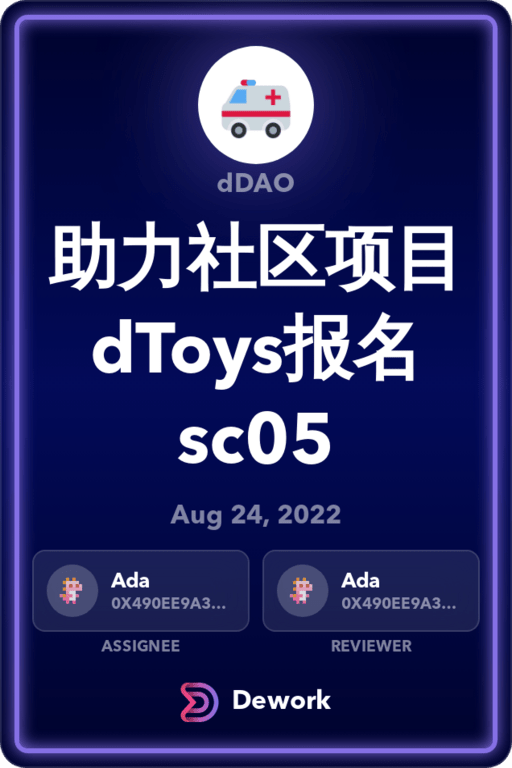 dDAO
助力社区项目
dToys报名
sc05
Aug 24, 2022
Ada
0X490EE9A3...
ASSIGNEE
Ada
0X490EE9A3...
REVIEWER
Dework